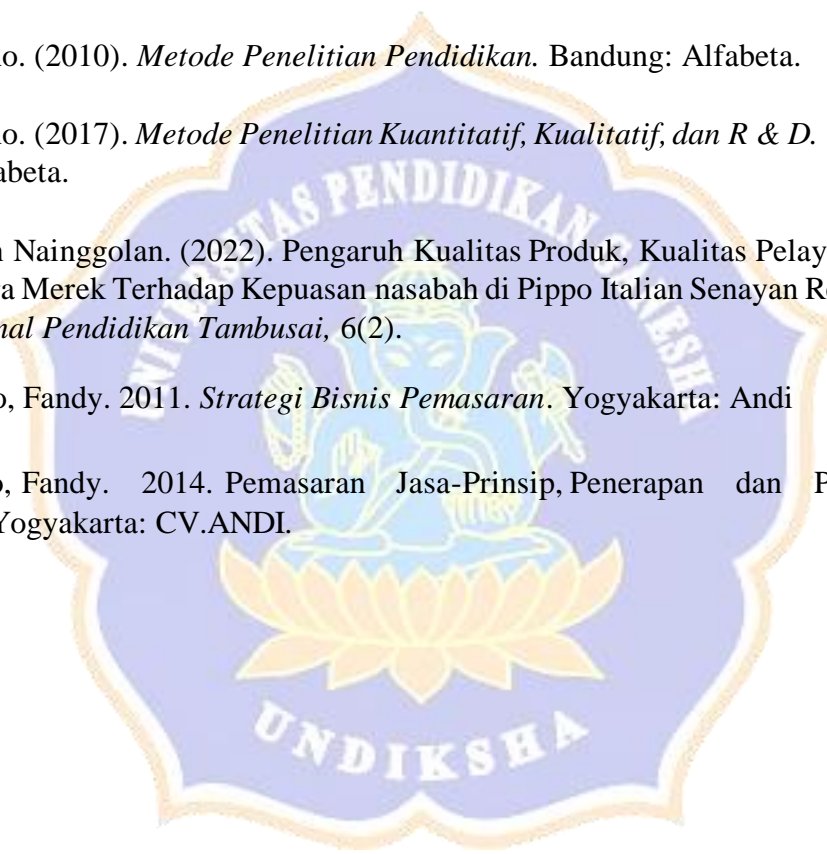 o. (2010). Metode Penelitian Pendidikan. Bandung: Alfabeta.
o. (2017). Metode Penelitian Kuantitatif, Kualitatif, dan R & D.
abeta.
n Nainggolan. (2022). Pengaruh Kualitas Produk, Kualitas Pelay
a Merek Terhadap Kepuasan nasabah di Pippo Italian Senayan R
nal Pendidikan Tambusai, 6(2).
o, Fandy. 2011. Strategi Bisnis Pemasaran. Yogyakarta: Andi
o, Fandy. 2014. Pemasaran Jasa-Prinsip, Penerapan dan P
Yogyakarta: CV.ANDI.
UNIVERSITAS PENDIDIKAN GANESHA
UNDIKSHA